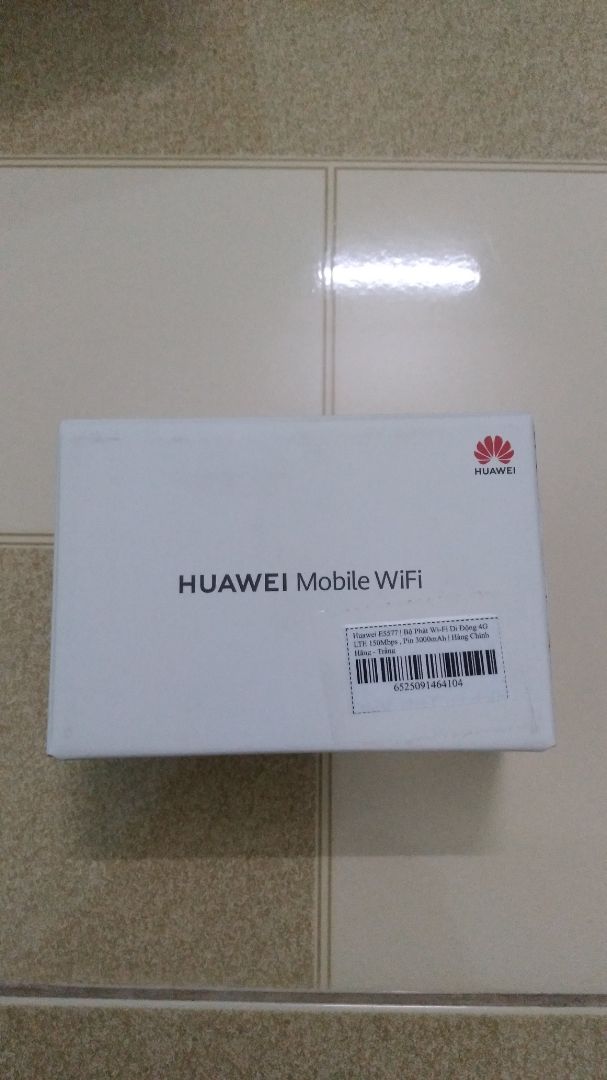 HUAWEI
HUAWEI Mobile WiFi
Huawei E5577 | Bộ Phát Wi-Fi Di Động 4G
LTE 150Mbps , Pin 3000mAh | Hàng Chính
Hãng - Trắng
6525091464104